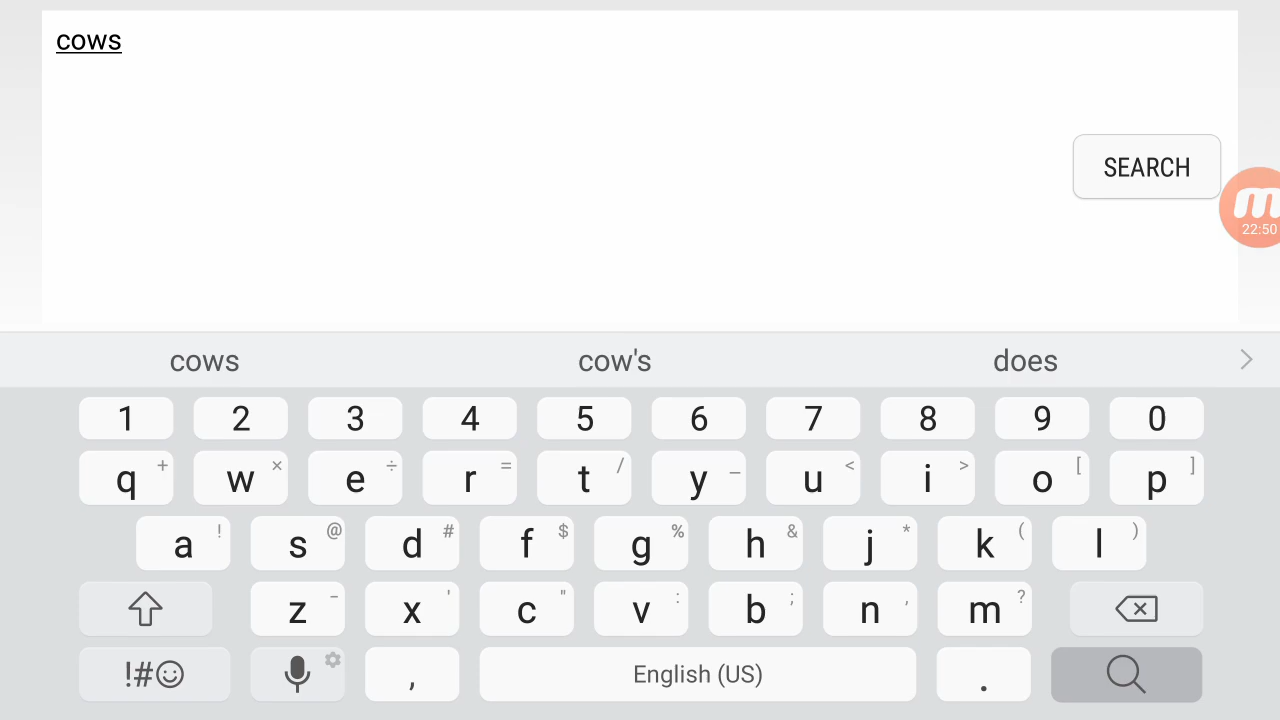 cows
SEARCH
m
22:50
cows cow's does
1 2 3 4 5 6 7 8 9 0
q + w × e ÷ r = t / y _ u < i > o [ p ]
a ! s @ d # f $ g % h & j * k ( l )
z - x ' c " v : b ; n , m ?
!#☺ , English (US) .